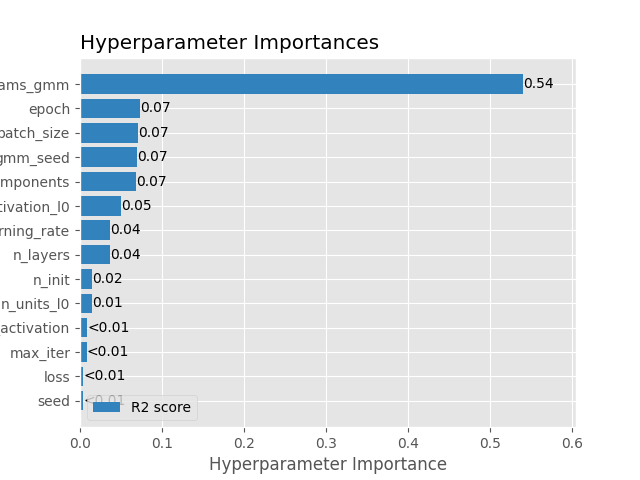 Hyperparameter Importances
ams_gmm 0.54
epoch 0.07
batch_size 0.07
gmm_seed 0.07
mponents 0.07
tivation_l0 0.05
rning_rate 0.04
n_layers 0.04
n_init 0.02
n_units_l0 0.01
activation <0.01
max_iter <0.01
loss <0.01
seed <0.01
R2 score
0.0 0.1 0.2 0.3 0.4 0.5 0.6
Hyperparameter Importance